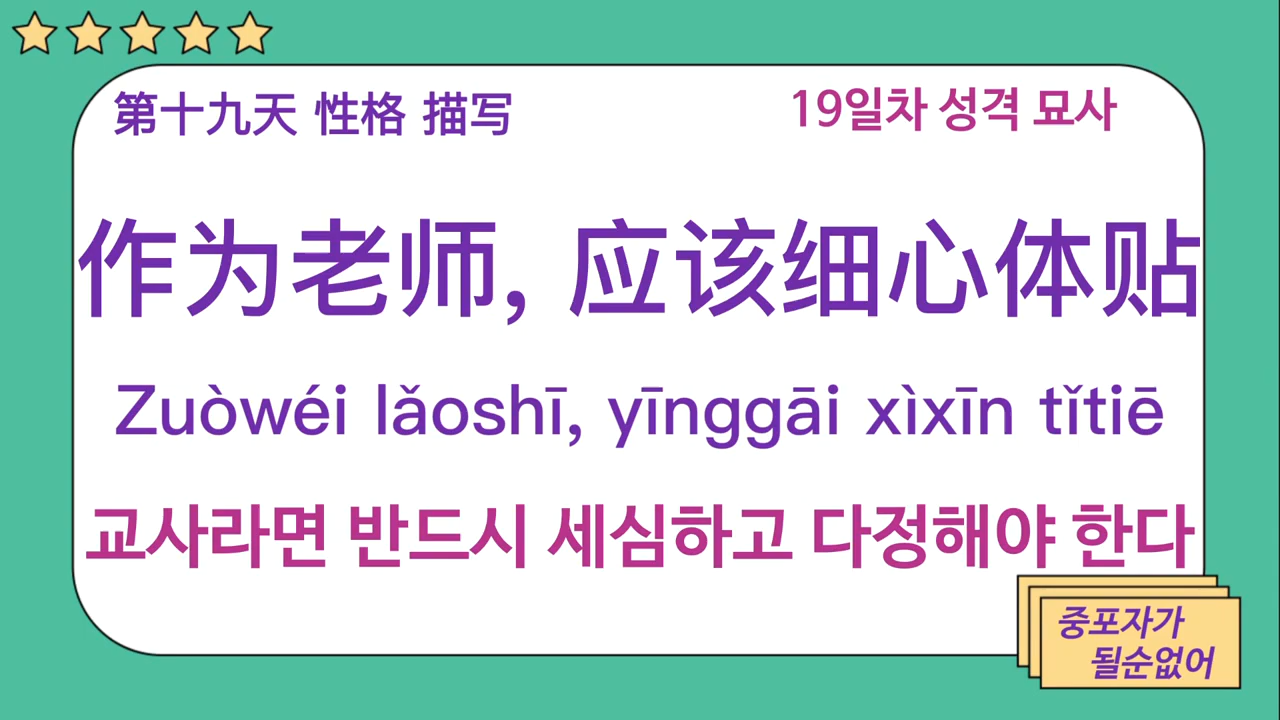 第十九天 性格 描写
19일차 성격 묘사
作为老师, 应该细心体贴
Zuòwéi lǎoshī, yīnggāi xìxīn tǐtiē
교사라면 반드시 세심하고 다정해야 한다
중포자가
될순없어